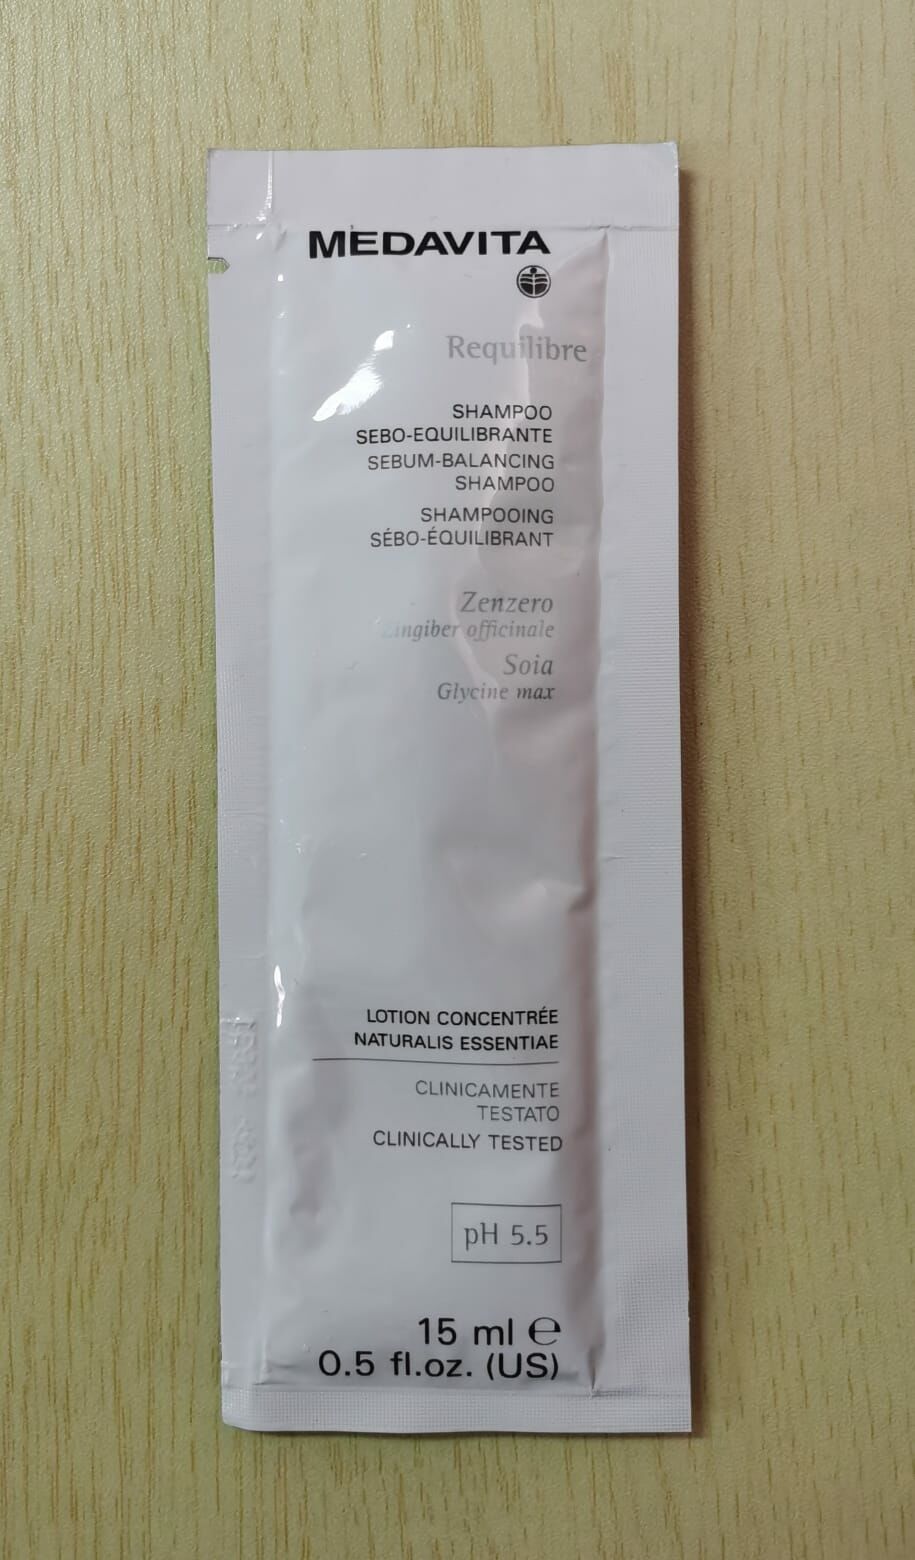 MEDAVITA
Requilibre
SHAMPOO
SEBO-EQUILIBRANTE
SEBUM-BALANCING
SHAMPOO
SHAMPOOING
SÉBO-ÉQUILIBRANT
Zenzero
Zingiber officinale
Soia
Glycine max
LOTION CONCENTRÉE
NATURALIS ESSENTIAE
CLINICAMENTE
TESTATO
CLINICALLY TESTED
pH 5.5
15 ml ℮
0.5 fl.oz. (US)